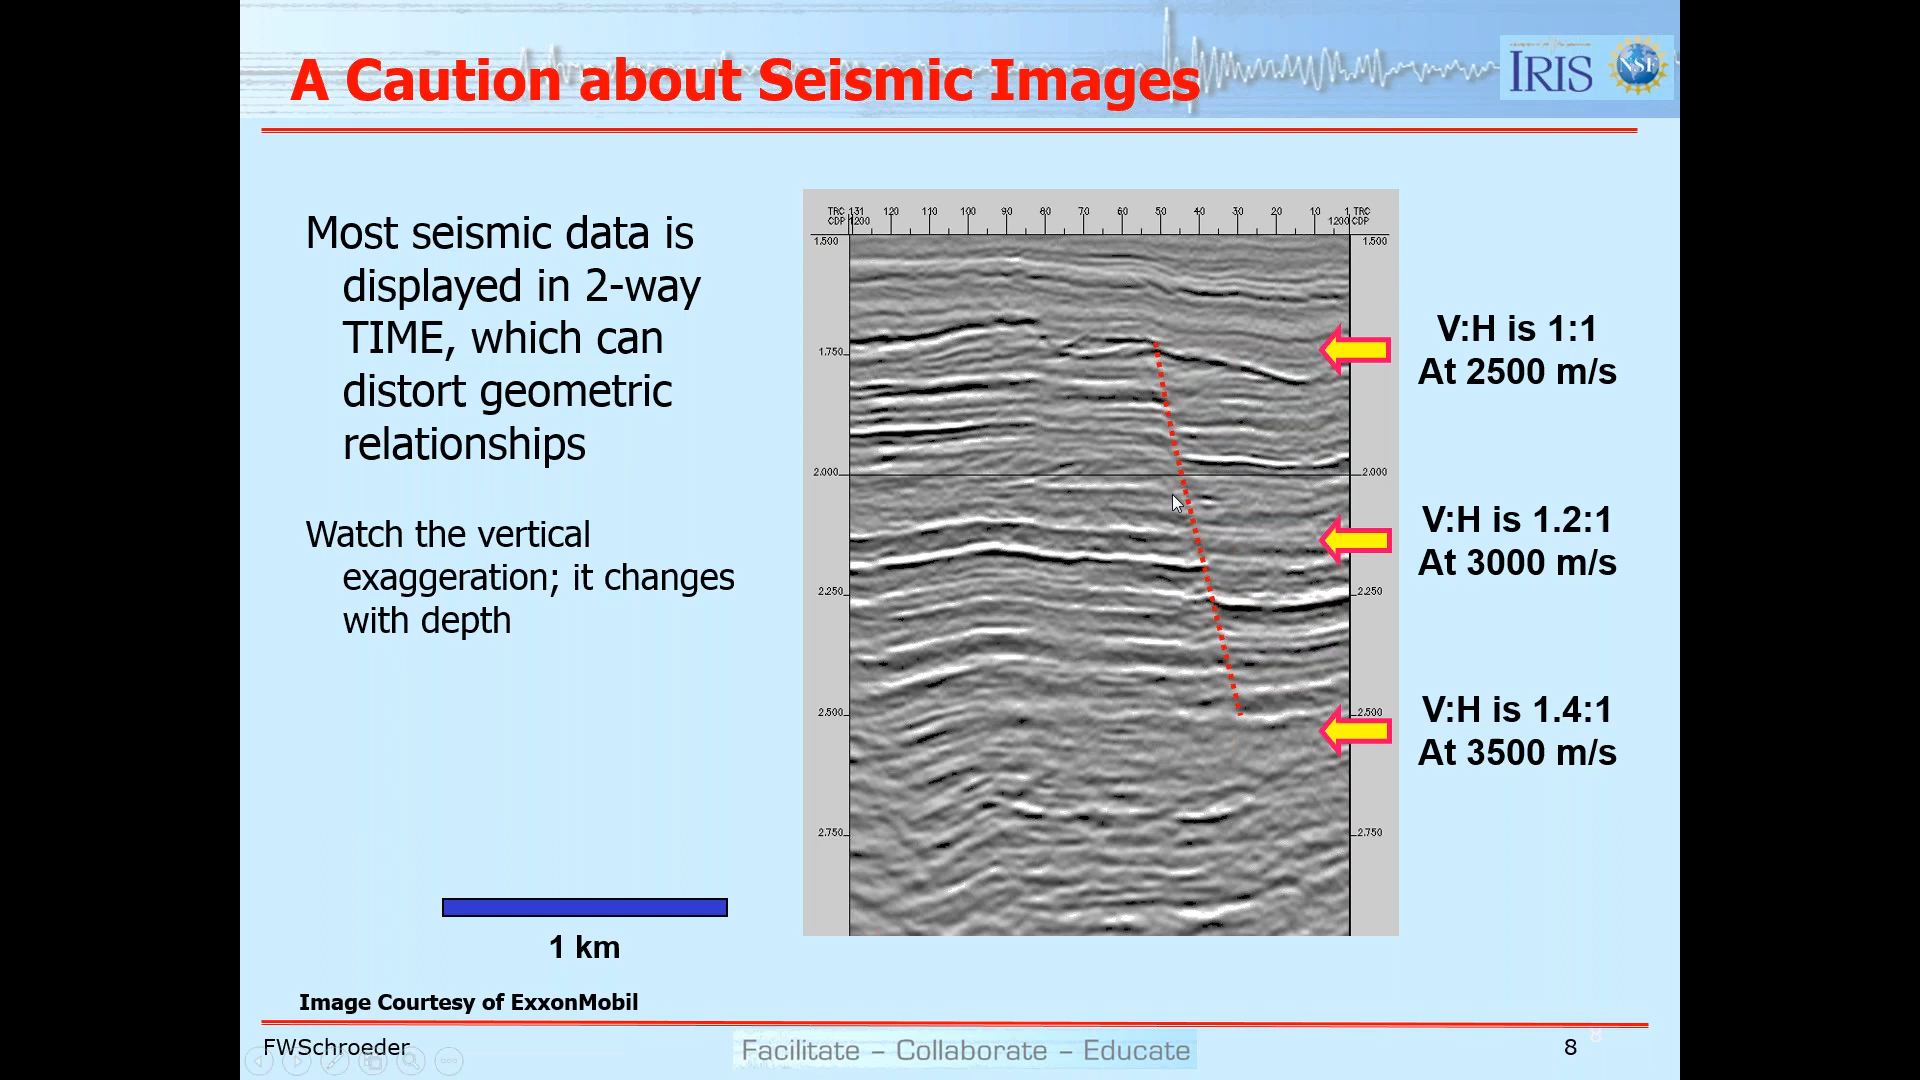 A Caution about Seismic Images
IRIS
NSF
Most seismic data is
displayed in 2-way
TIME, which can
distort geometric
relationships
Watch the vertical
exaggeration; it changes
with depth
TRC 131 120 110 100 90 80 70 60 50 40 30 20 10 1 TRC
CDP 1200 1200 CDP
1.500 1.500
1.750
2.000 2.000
2.250 2.250
2.500 2.500
2.750 2.750
V:H is 1:1
At 2500 m/s
V:H is 1.2:1
At 3000 m/s
V:H is 1.4:1
At 3500 m/s
1 km
Image Courtesy of ExxonMobil
FWSchroeder
Facilitate – Collaborate – Educate
8
8